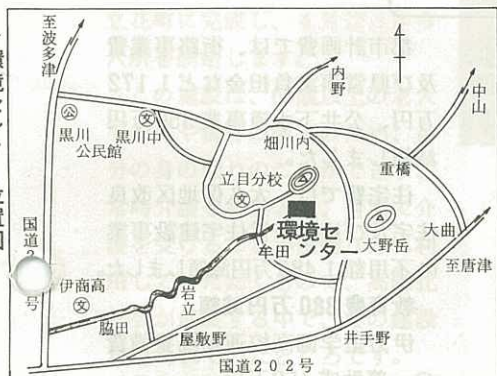 至波多津
内野
中山
公
黒川
公民館
文
黒川中
畑川内
重橋
立目分校
文
環境セ
ンター
牟田
大野岳
大曲
至唐津
国道2
号
伊商高
文
岩立
脇田
屋敷野
井手野
国道202号